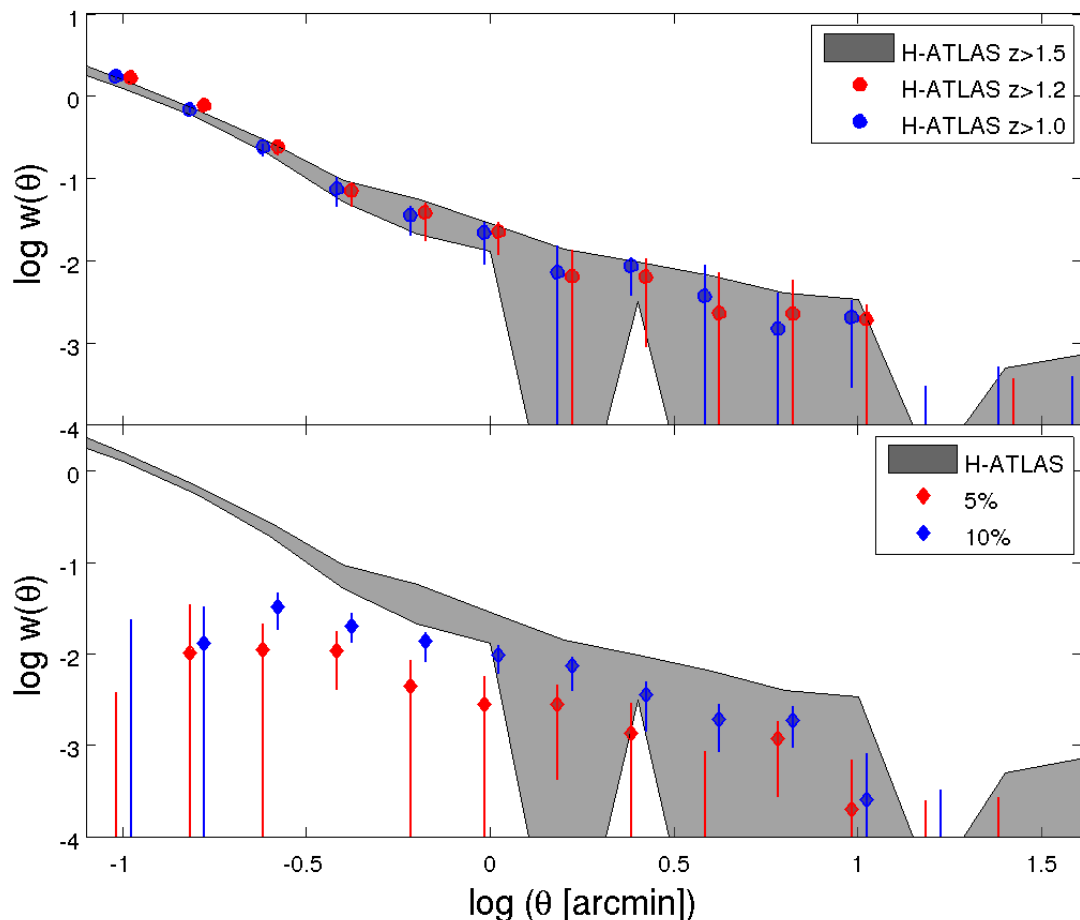 1
0
-1
-2
-3
-4
log w(θ)
H-ATLAS z>1.5
H-ATLAS z>1.2
H-ATLAS z>1.0
0
-1
-2
-3
-4
log w(θ)
H-ATLAS
5%
10%
-1
-0.5
0
0.5
1
1.5
log (θ [arcmin])